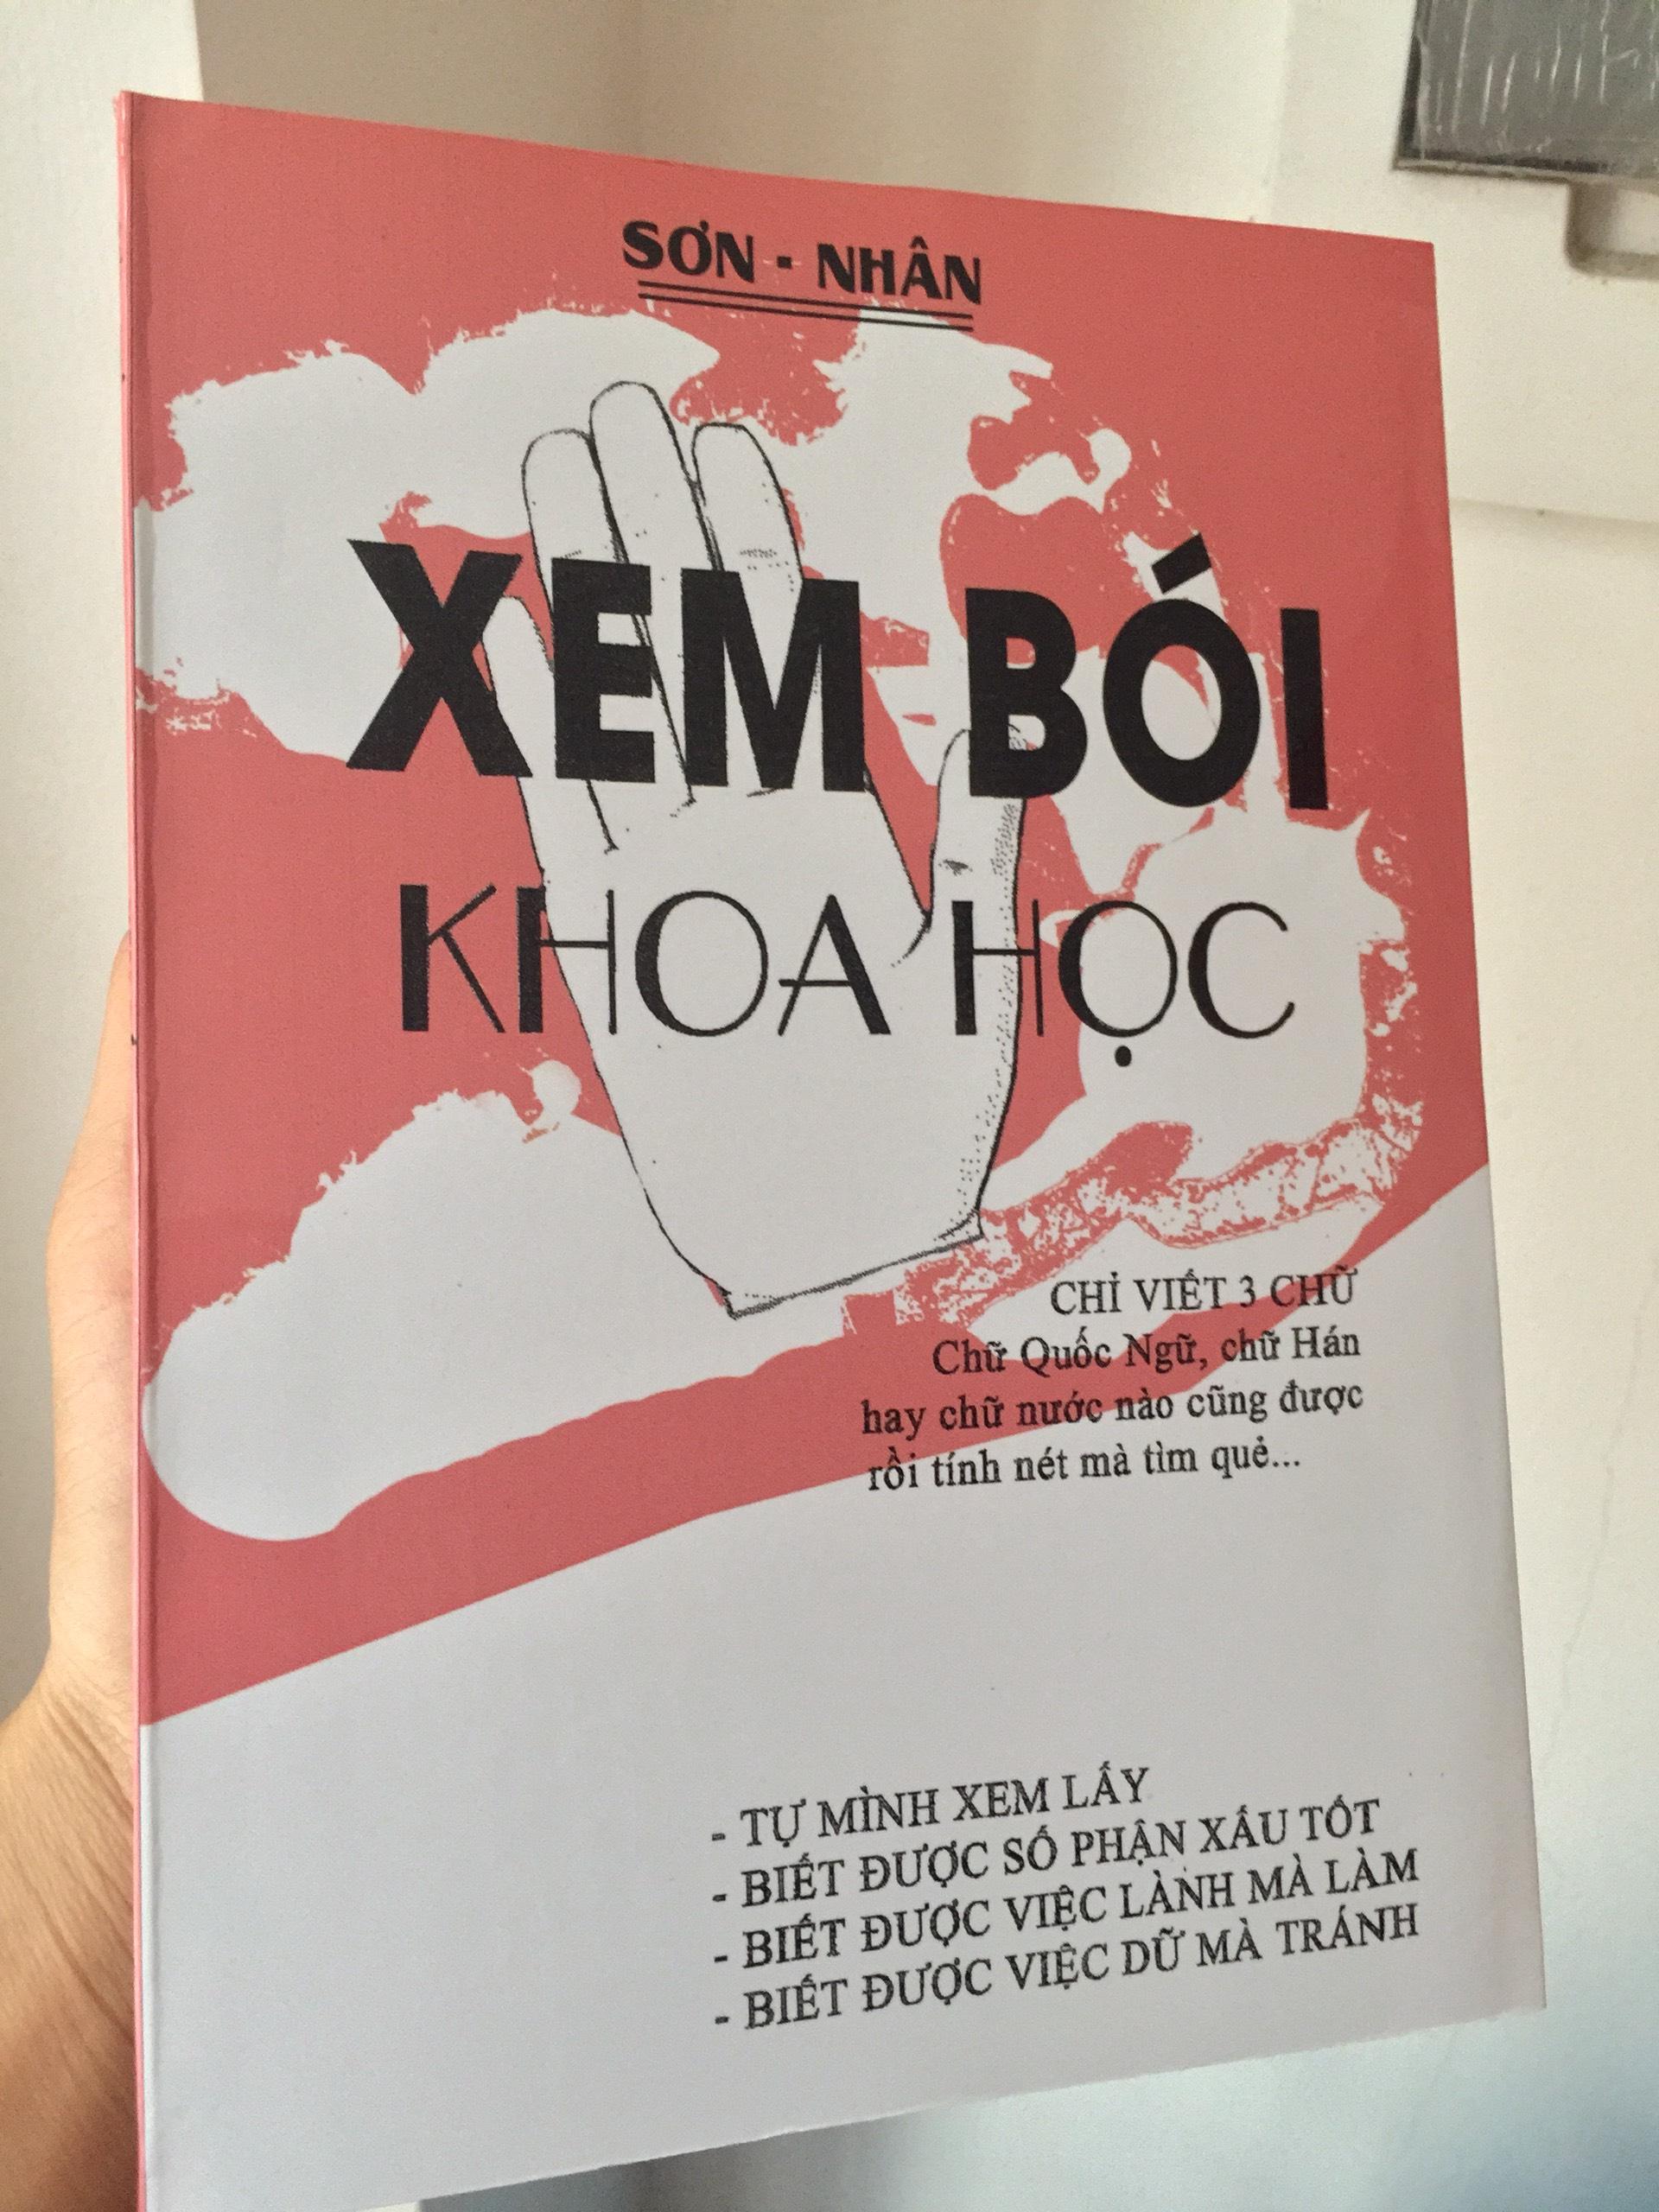 SƠN - NHÂN
XEM BÓI
KHOA HỌC
CHỈ VIẾT 3 CHỮ
Chữ Quốc Ngữ, chữ Hán
hay chữ nước nào cũng được
rồi tính nét mà tìm quẻ...
- TỰ MÌNH XEM LẤY
- BIẾT ĐƯỢC SỐ PHẬN XẤU TỐT
- BIẾT ĐƯỢC VIỆC LÀNH MÀ LÀM
- BIẾT ĐƯỢC VIỆC DỮ MÀ TRÁNH